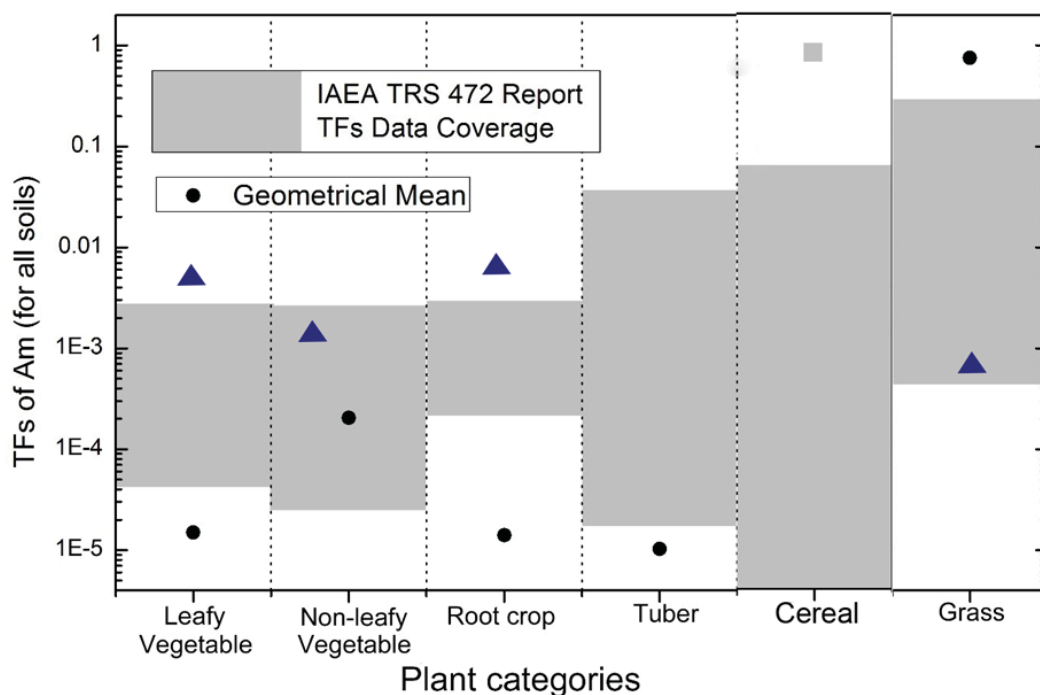 1
0.1
0.01
1E-3
1E-4
1E-5
TFs of Am (for all soils)
IAEA TRS 472 Report
TFs Data Coverage
Geometrical Mean
Leafy
Vegetable
Non-leafy
Vegetable
Root crop
Tuber
Cereal
Grass
Plant categories